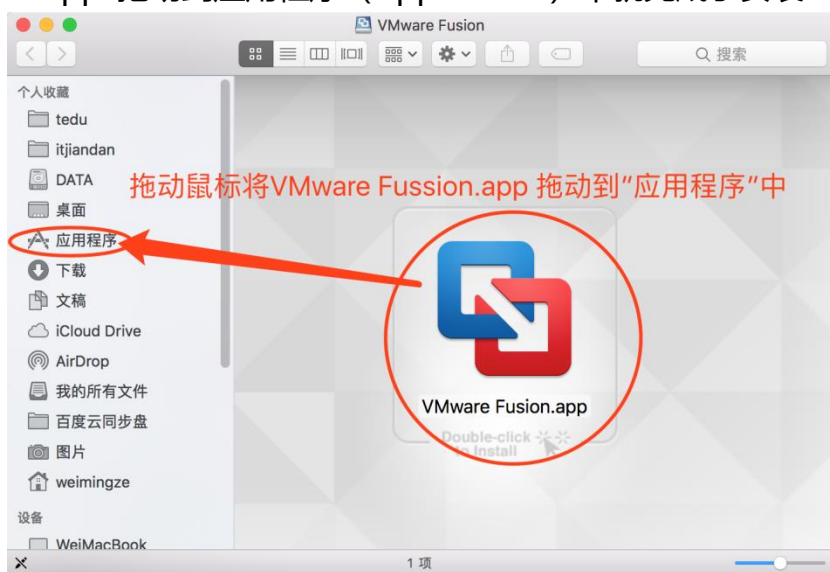 VMware Fusion
搜索
个人收藏
tedu
itjiandan
DATA
拖动鼠标将VMware Fussion.app 拖动到“应用程序”中
桌面
应用程序
下载
文稿
iCloud Drive
AirDrop
我的所有文件
VMware Fusion.app
百度云同步盘
Double-click
to Install
图片
weimingze
设备
WeiMacBook
1 项